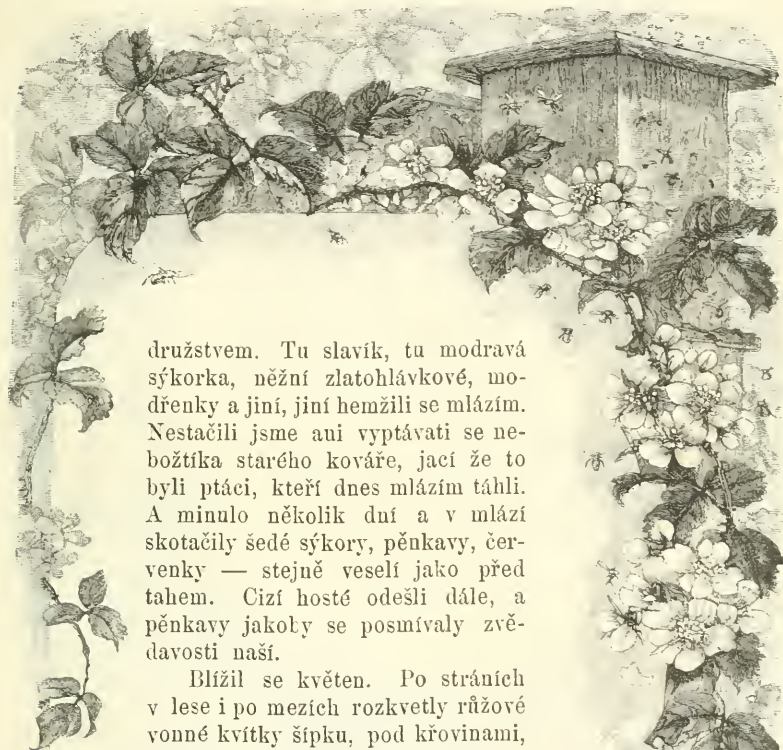 družstvem. Tu slavík, tu modravá
sýkorka, něžní zlatohlávkové, mo-
dřenky a jiní, jiní hemžili se mlázím.
Nestačili jsme ani vyptávati se ne-
božtíka starého kováře, jací že to
byli ptáci, kteří dnes mlázím táhli.
A minulo několik dní a v mlází
skotačily šedé sýkory, pěnkavy, čer-
venky — stejně veselí jako před
tahem. Cizí hosté odešli dále, a
pěnkavy jakoby se posmívaly zvě-
davosti naší.
Blížil se květen. Po stráních
v lese i po mezích rozkvetly růžové
vonné kvítky šípku, pod křovinami,